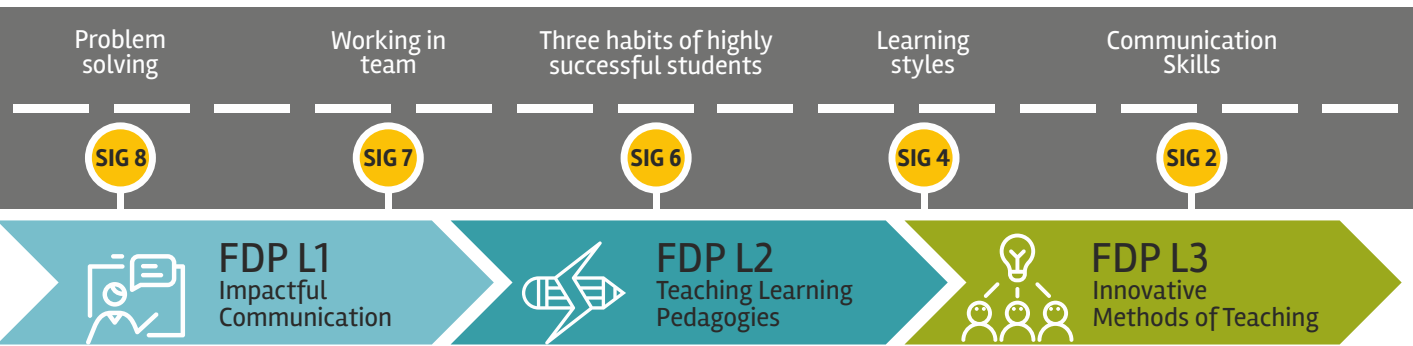 Problem
solving
Working in
team
Three habits of highly
successful students
Learning
styles
Communication
Skills
SIG 8
SIG 7
SIG 6
SIG 4
SIG 2
FDP L1
Impactful
Communication
FDP L2
Teaching Learning
Pedagogies
FDP L3
Innovative
Methods of Teaching